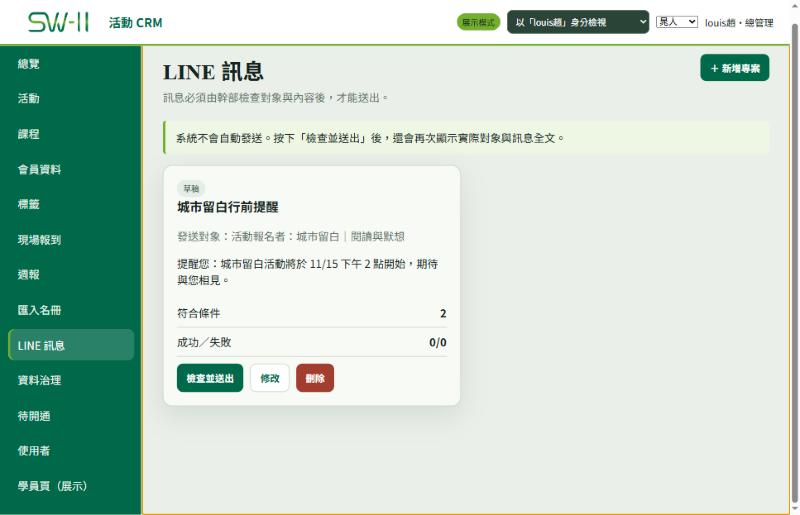 SW-II 活動 CRM
展示模式
以「louis趙」身分檢視
晃人
louis趙・總管理
總覽
活動
課程
會員資料
標籤
現場報到
週報
匯入名冊
LINE 訊息
資料治理
待開通
使用者
學員頁（展示）
LINE 訊息
＋ 新增專案
訊息必須由幹部檢查對象與內容後，才能送出。
系統不會自動發送。按下「檢查並送出」後，還會再次顯示實際對象與訊息全文。
草稿
城市留白行前提醒
發送對象：活動報名者：城市留白｜閱讀與默想
提醒您：城市留白活動將於 11/15 下午 2 點開始，期待
與您相見。
符合條件 2
成功／失敗 0/0
檢查並送出 修改 刪除